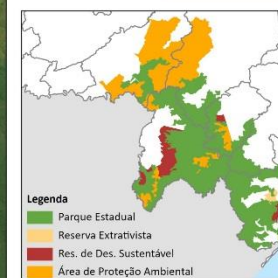 Legenda
Parque Estadual
Reserva Extrativista
Res. de Des. Sustentável
Área de Proteção Ambiental